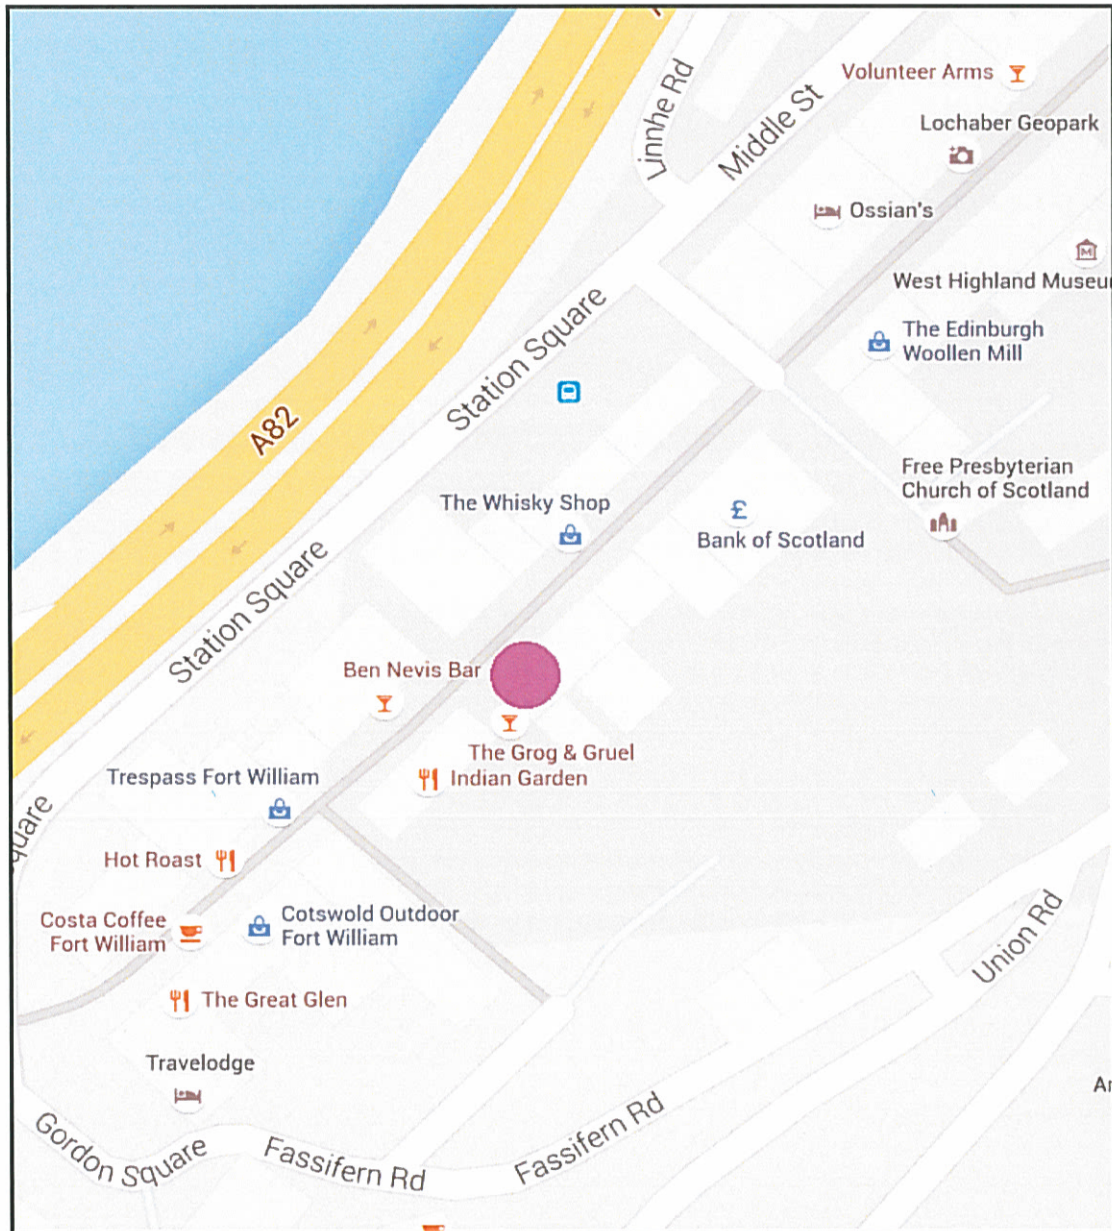 Linnhe Rd
Middle St
Volunteer Arms
Lochaber Geopark
Ossian's
West Highland Museu
Station Square
The Edinburgh
Woollen Mill
A82
Free Presbyterian
Church of Scotland
The Whisky Shop
£
Bank of Scotland
Station Square
Ben Nevis Bar
The Grog & Gruel
Indian Garden
Trespass Fort William
quare
Hot Roast
Costa Coffee
Fort William
Cotswold Outdoor
Fort William
Union Rd
The Great Glen
Travelodge
Gordon Square
Fassifern Rd
Fassifern Rd